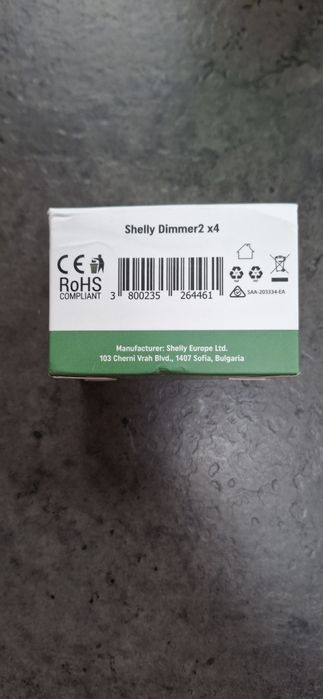 Shelly Dimmer2 x4
CE
RoHS
COMPLIANT
3 800235 264461
SAA-203334-EA
Manufacturer: Shelly Europe Ltd.
103 Cherni Vrah Blvd., 1407 Sofia, Bulgaria